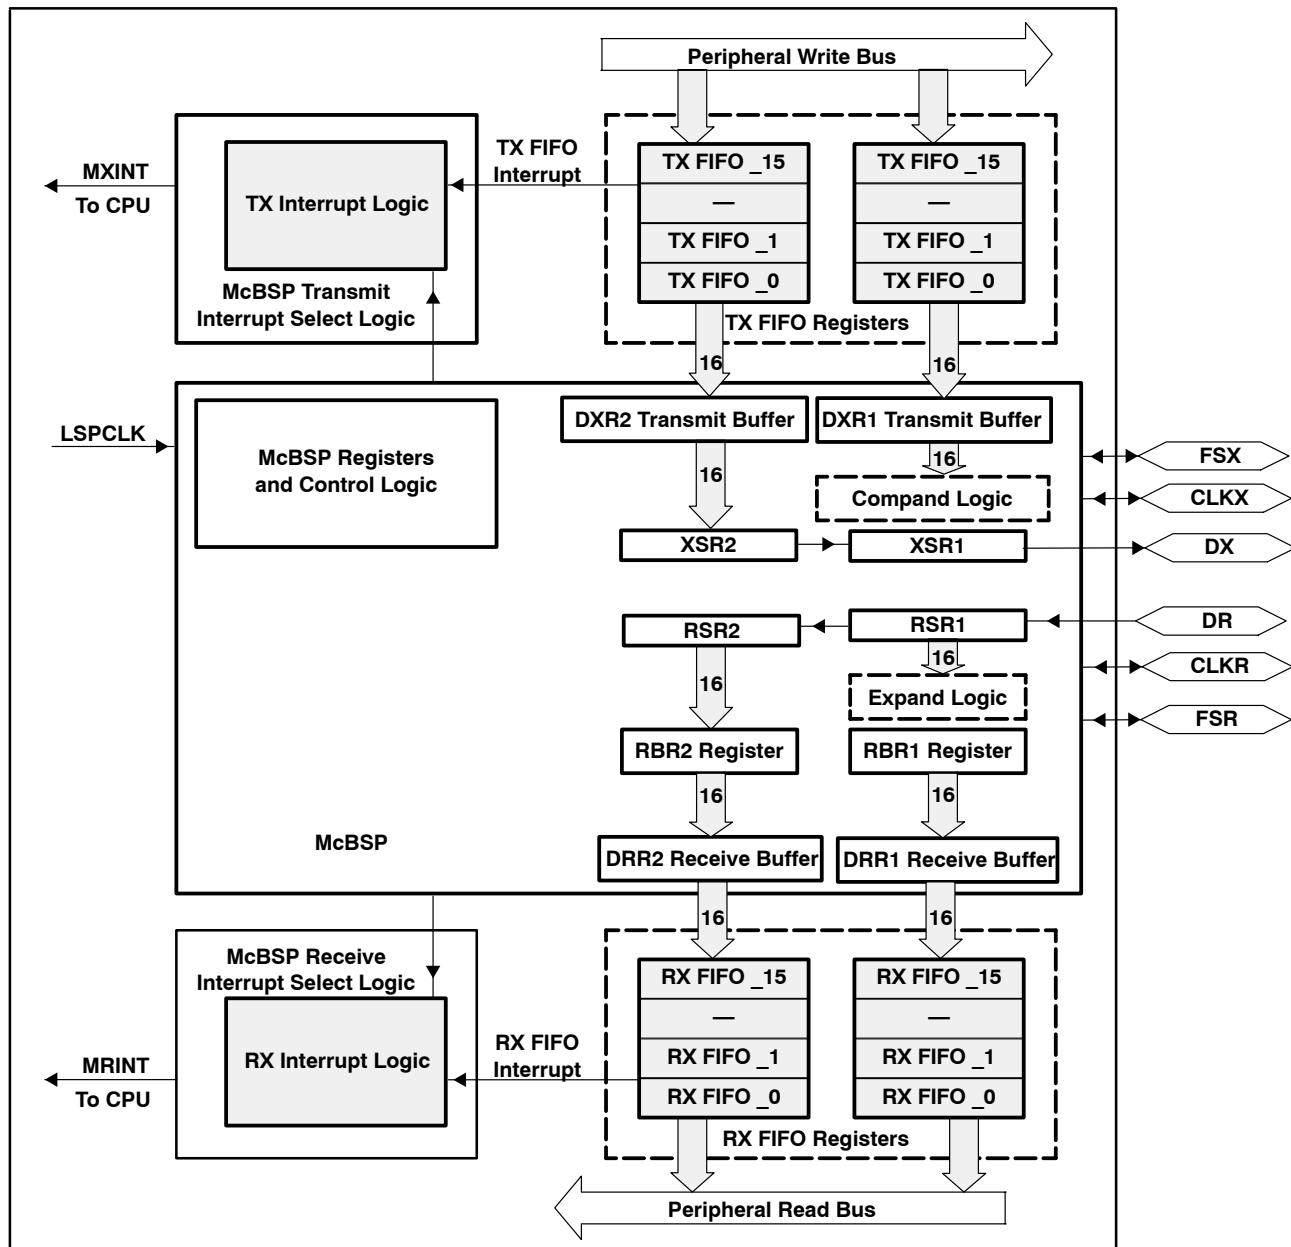 Peripheral Write Bus
MXINT
To CPU
TX Interrupt Logic
McBSP Transmit
Interrupt Select Logic
TX FIFO
Interrupt
TX FIFO _15
—
TX FIFO _1
TX FIFO _0
TX FIFO _15
—
TX FIFO _1
TX FIFO _0
TX FIFO Registers
16
16
LSPCLK
McBSP Registers
and Control Logic
DXR2 Transmit Buffer
DXR1 Transmit Buffer
16
16
Compand Logic
XSR2
XSR1
FSX
CLKX
DX
RSR2
RSR1
DR
16
16
Expand Logic
CLKR
FSR
RBR2 Register
RBR1 Register
16
16
McBSP
DRR2 Receive Buffer
DRR1 Receive Buffer
16
16
McBSP Receive
Interrupt Select Logic
RX Interrupt Logic
MRINT
To CPU
RX FIFO
Interrupt
RX FIFO _15
—
RX FIFO _1
RX FIFO _0
RX FIFO _15
—
RX FIFO _1
RX FIFO _0
RX FIFO Registers
Peripheral Read Bus